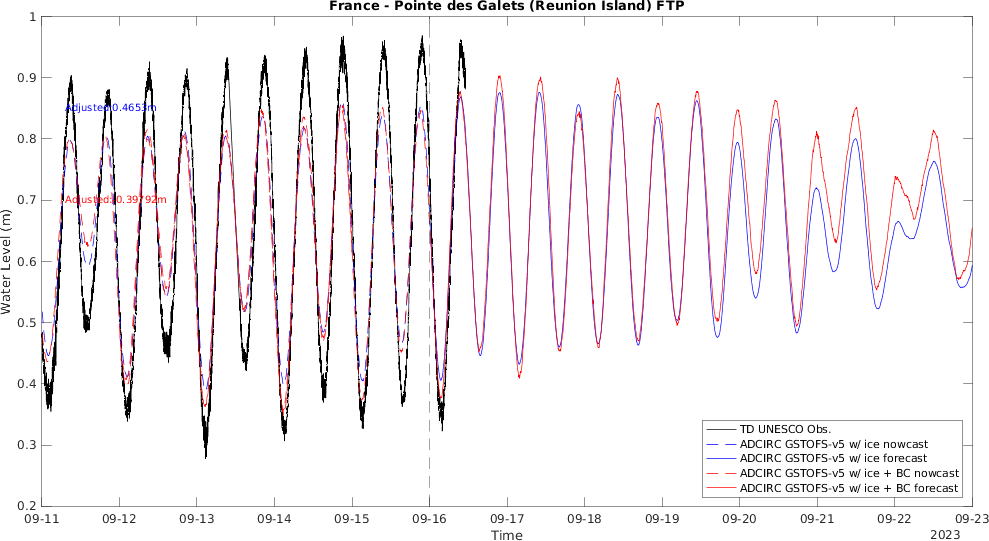 France - Pointe des Galets (Reunion Island) FTP
Water Level (m)
1
0.9
0.8
0.7
0.6
0.5
0.4
0.3
0.2
Adjusted:0.4653m
Adjusted:0.39792m
TD UNESCO Obs.
ADCIRC GSTOFS-v5 w/ ice nowcast
ADCIRC GSTOFS-v5 w/ ice forecast
ADCIRC GSTOFS-v5 w/ ice + BC nowcast
ADCIRC GSTOFS-v5 w/ ice + BC forecast
09-11 09-12 09-13 09-14 09-15 09-16 09-17 09-18 09-19 09-20 09-21 09-22 09-23
Time
2023